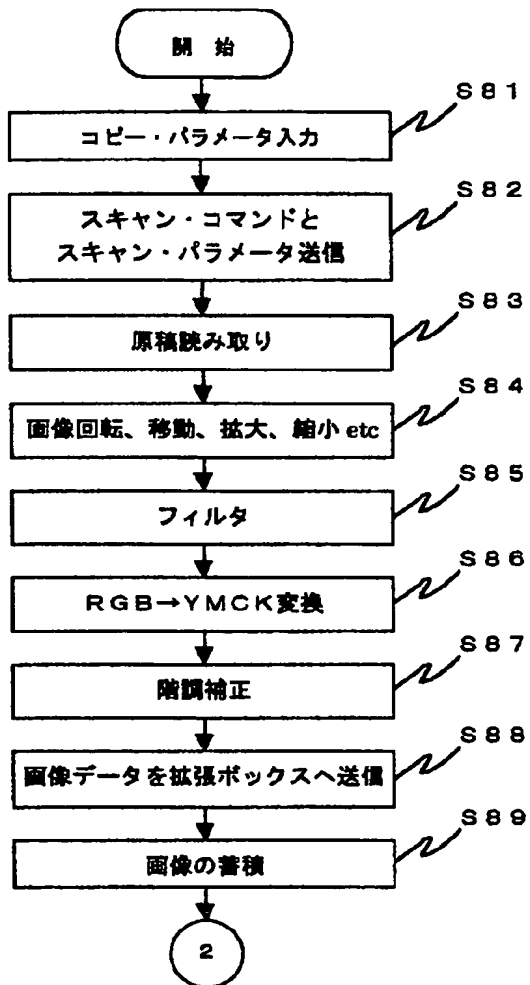 開 始
S81
コピー・パラメータ入力
S82
スキャン・コマンドと
スキャン・パラメータ送信
S83
原稿読み取り
S84
画像回転、移動、拡大、縮小 etc
S85
フィルタ
S86
RGB→YMCK変換
S87
階調補正
S88
画像データを拡張ボックスへ送信
S89
画像の蓄積
2